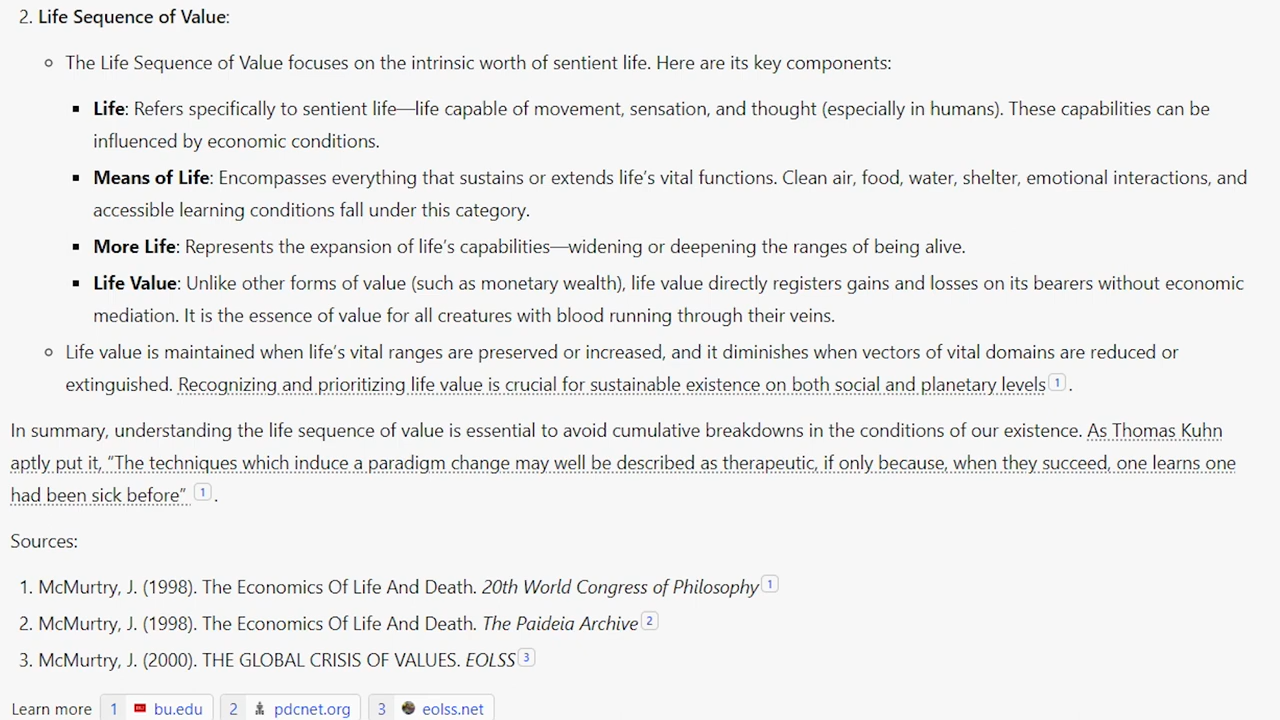 2. Life Sequence of Value:
The Life Sequence of Value focuses on the intrinsic worth of sentient life. Here are its key components:
Life: Refers specifically to sentient life—life capable of movement, sensation, and thought (especially in humans). These capabilities can be
influenced by economic conditions.
Means of Life: Encompasses everything that sustains or extends life's vital functions. Clean air, food, water, shelter, emotional interactions, and
accessible learning conditions fall under this category.
More Life: Represents the expansion of life's capabilities—widening or deepening the ranges of being alive.
Life Value: Unlike other forms of value (such as monetary wealth), life value directly registers gains and losses on its bearers without economic
mediation. It is the essence of value for all creatures with blood running through their veins.
Life value is maintained when life's vital ranges are preserved or increased, and it diminishes when vectors of vital domains are reduced or
extinguished. Recognizing and prioritizing life value is crucial for sustainable existence on both social and planetary levels 1 .
In summary, understanding the life sequence of value is essential to avoid cumulative breakdowns in the conditions of our existence. As Thomas Kuhn
aptly put it, “The techniques which induce a paradigm change may well be described as therapeutic, if only because, when they succeed, one learns one
had been sick before” 1 .
Sources:
1. McMurtry, J. (1998). The Economics Of Life And Death. 20th World Congress of Philosophy 1
2. McMurtry, J. (1998). The Economics Of Life And Death. The Paideia Archive 2
3. McMurtry, J. (2000). THE GLOBAL CRISIS OF VALUES. EOLSS 3
Learn more 1 bu.edu 2 pdcnet.org 3 eolss.net